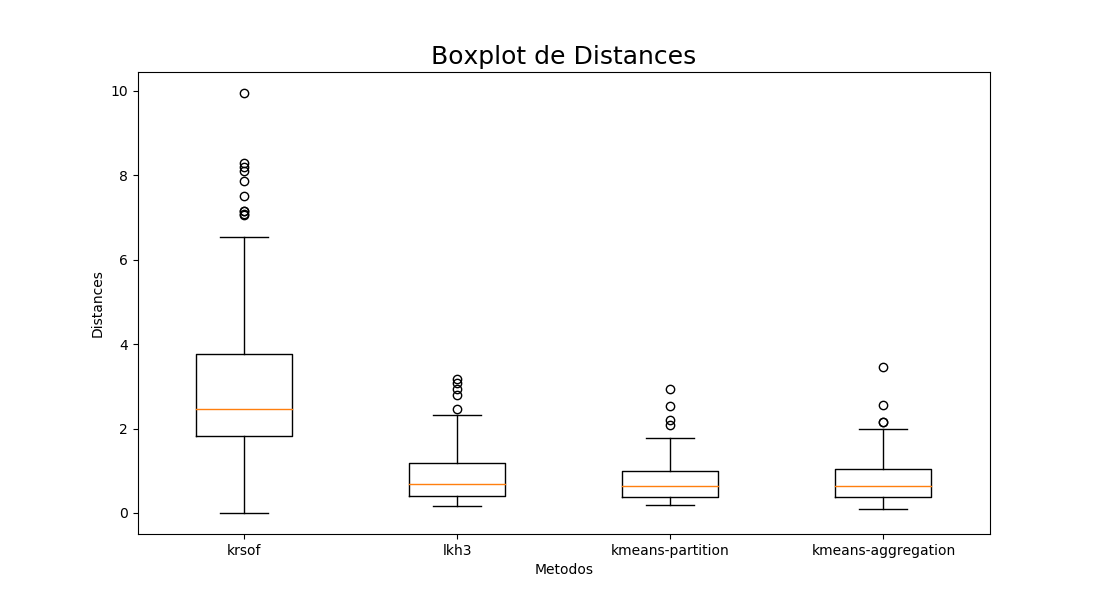 Boxplot de Distances
10
8
6
4
2
0
Distances
krsof lkh3 kmeans-partition kmeans-aggregation
Metodos